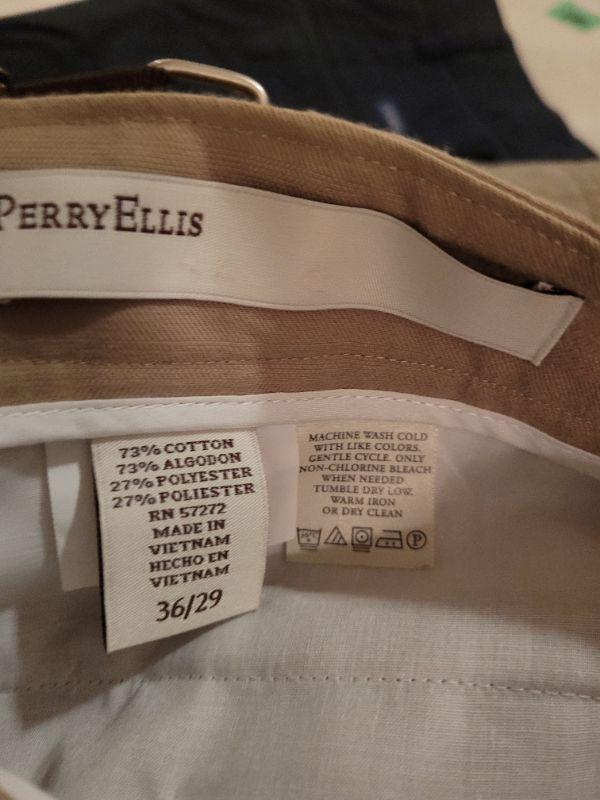 PERRY ELLIS
73% COTTON
73% ALGODON
27% POLYESTER
27% POLIESTER
RN 57272
MADE IN
VIETNAM
HECHO EN
VIETNAM
36/29
MACHINE WASH COLD
WITH LIKE COLORS.
GENTLE CYCLE. ONLY
NON-CHLORINE BLEACH
WHEN NEEDED.
TUMBLE DRY LOW.
WARM IRON
OR DRY CLEAN
P